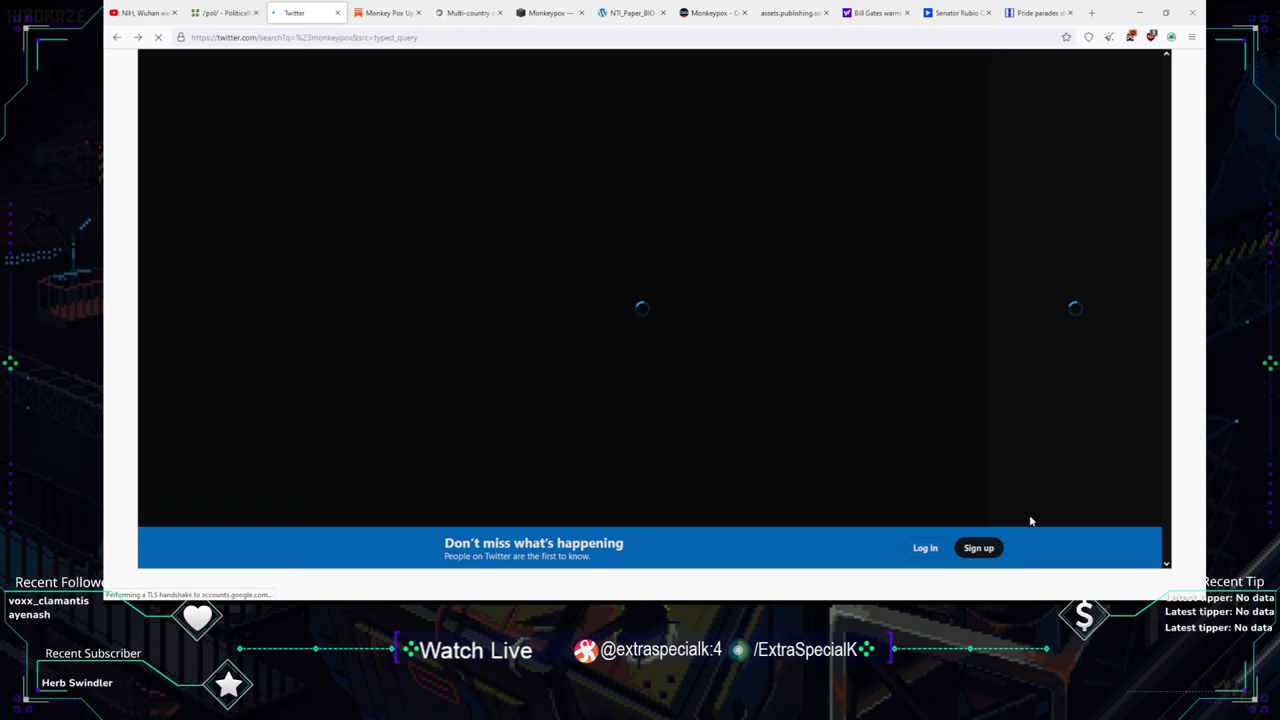 NIH, Wuhan w
/pol/ - Political
Twitter
Monkey Pox Up
Multi-c
Monkeypox —
NTI_Paper_BIO
Monke
assets.publishing.se
Bill Gates warns
Senator Rubio C
Pride parades sh
https://twitter.com/search?q=%23monkeypox&src=typed_query
Don't miss what's happening
People on Twitter are the first to know.
Log in
Sign up
Performing a TLS handshake to accounts.google.com...
Recent Followe
voxx_clamantis
ayenash
Recent Subscriber
Herb Swindler
Watch Live
@extraspecialk:4
/ExtraSpecialK
Recent Tip
Latest tipper: No data
Latest tipper: No data
Latest tipper: No data